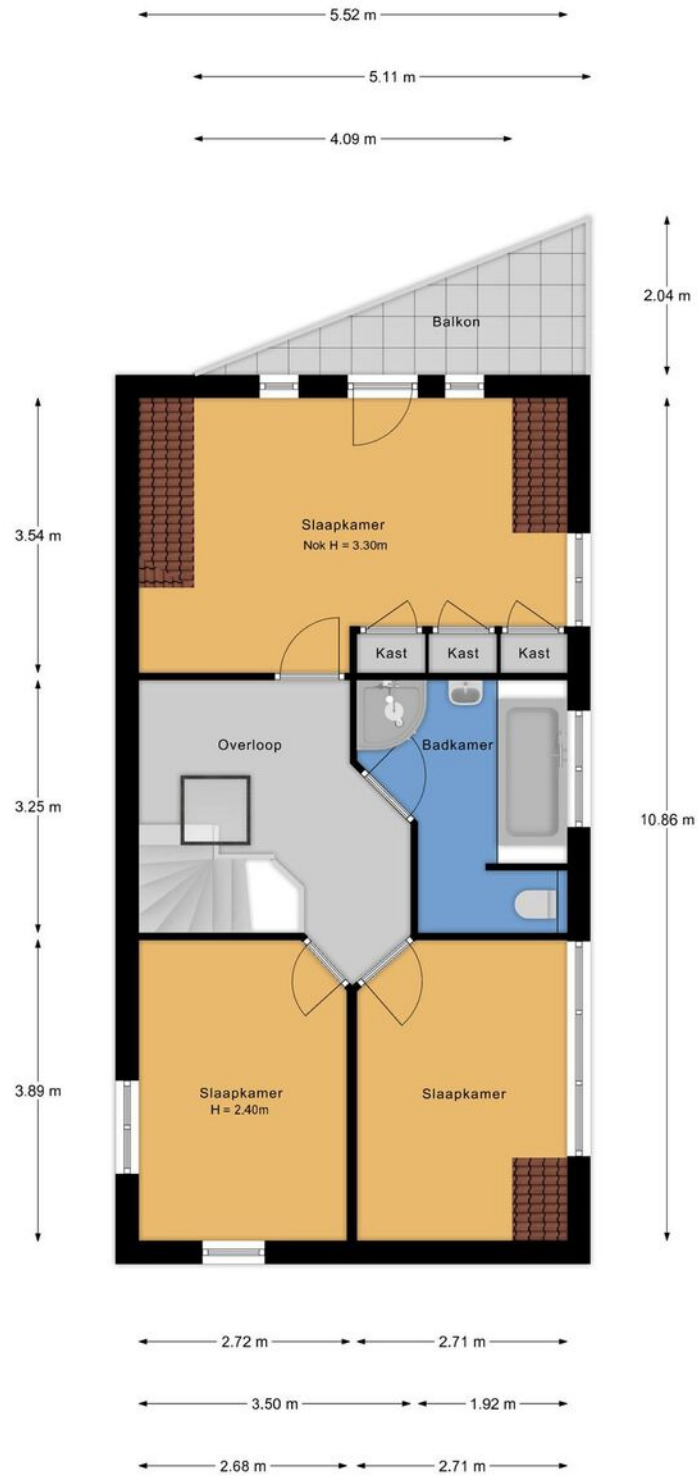 5.52 m
5.11 m
4.09 m
2.04 m
Balkon
3.54 m
Slaapkamer
Nok H = 3.30m
Kast
Kast
Kast
Overloop
Badkamer
3.25 m
10.86 m
3.89 m
Slaapkamer
H = 2.40m
Slaapkamer
2.72 m
2.71 m
3.50 m
1.92 m
2.68 m
2.71 m